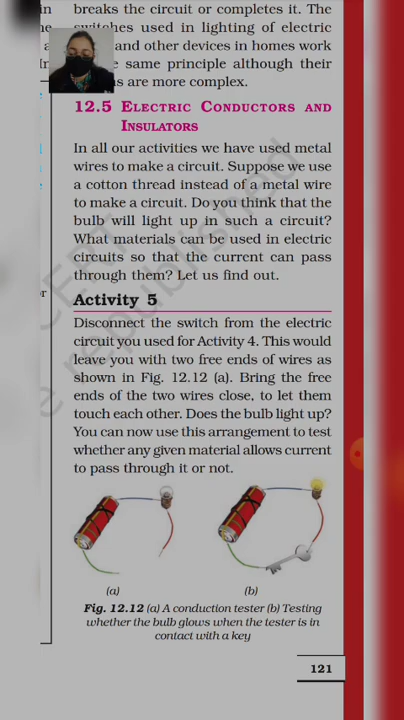 in
breaks the circuit or completes it. The
switches used in lighting of electric
and other devices in homes work
same principle although their
are more complex.
12.5 ELECTRIC CONDUCTORS AND
INSULATORS
In all our activities we have used metal
wires to make a circuit. Suppose we use
a cotton thread instead of a metal wire
to make a circuit. Do you think that the
bulb will light up in such a circuit?
What materials can be used in electric
circuits so that the current can pass
through them? Let us find out.
Activity 5
Disconnect the switch from the electric
circuit you used for Activity 4. This would
leave you with two free ends of wires as
shown in Fig. 12.12 (a). Bring the free
ends of the two wires close, to let them
touch each other. Does the bulb light up?
You can now use this arrangement to test
whether any given material allows current
to pass through it or not.
(a)
(b)
Fig. 12.12 (a) A conduction tester (b) Testing
whether the bulb glows when the tester is in
contact with a key
121
republished